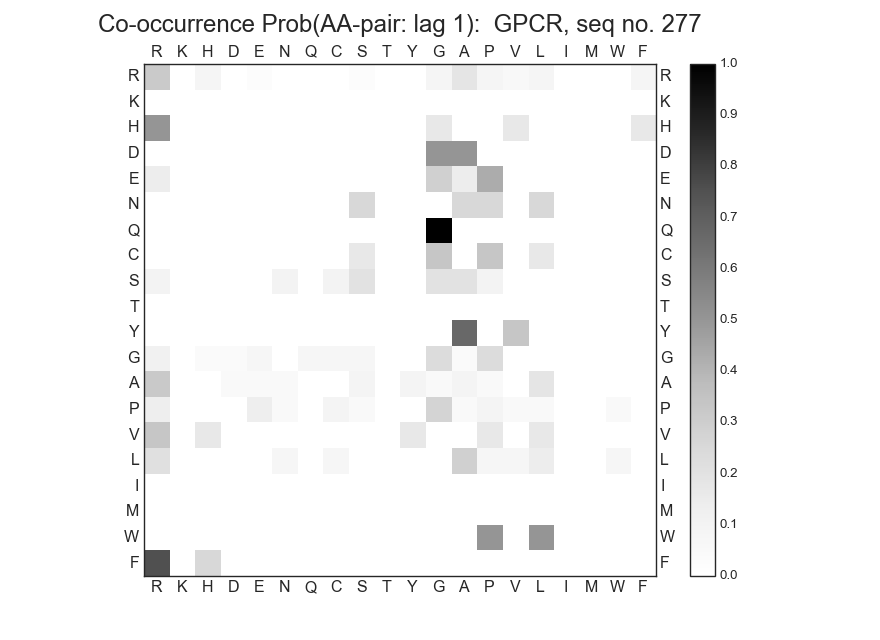 Co-occurrence Prob(AA-pair: lag 1):  GPCR, seq no. 277
R K H D E N Q C S T Y G A P V L I M W F
1.0
R R
0.9
K K
H H
0.8
D D
E E
0.7
N N
0.6
Q Q
C C
0.5
S S
T T
0.4
Y Y
G G
0.3
A A
P P
0.2
V V
L L
0.1
I I
M M
W W
F F
0.0
R K H D E N Q C S T Y G A P V L I M W F